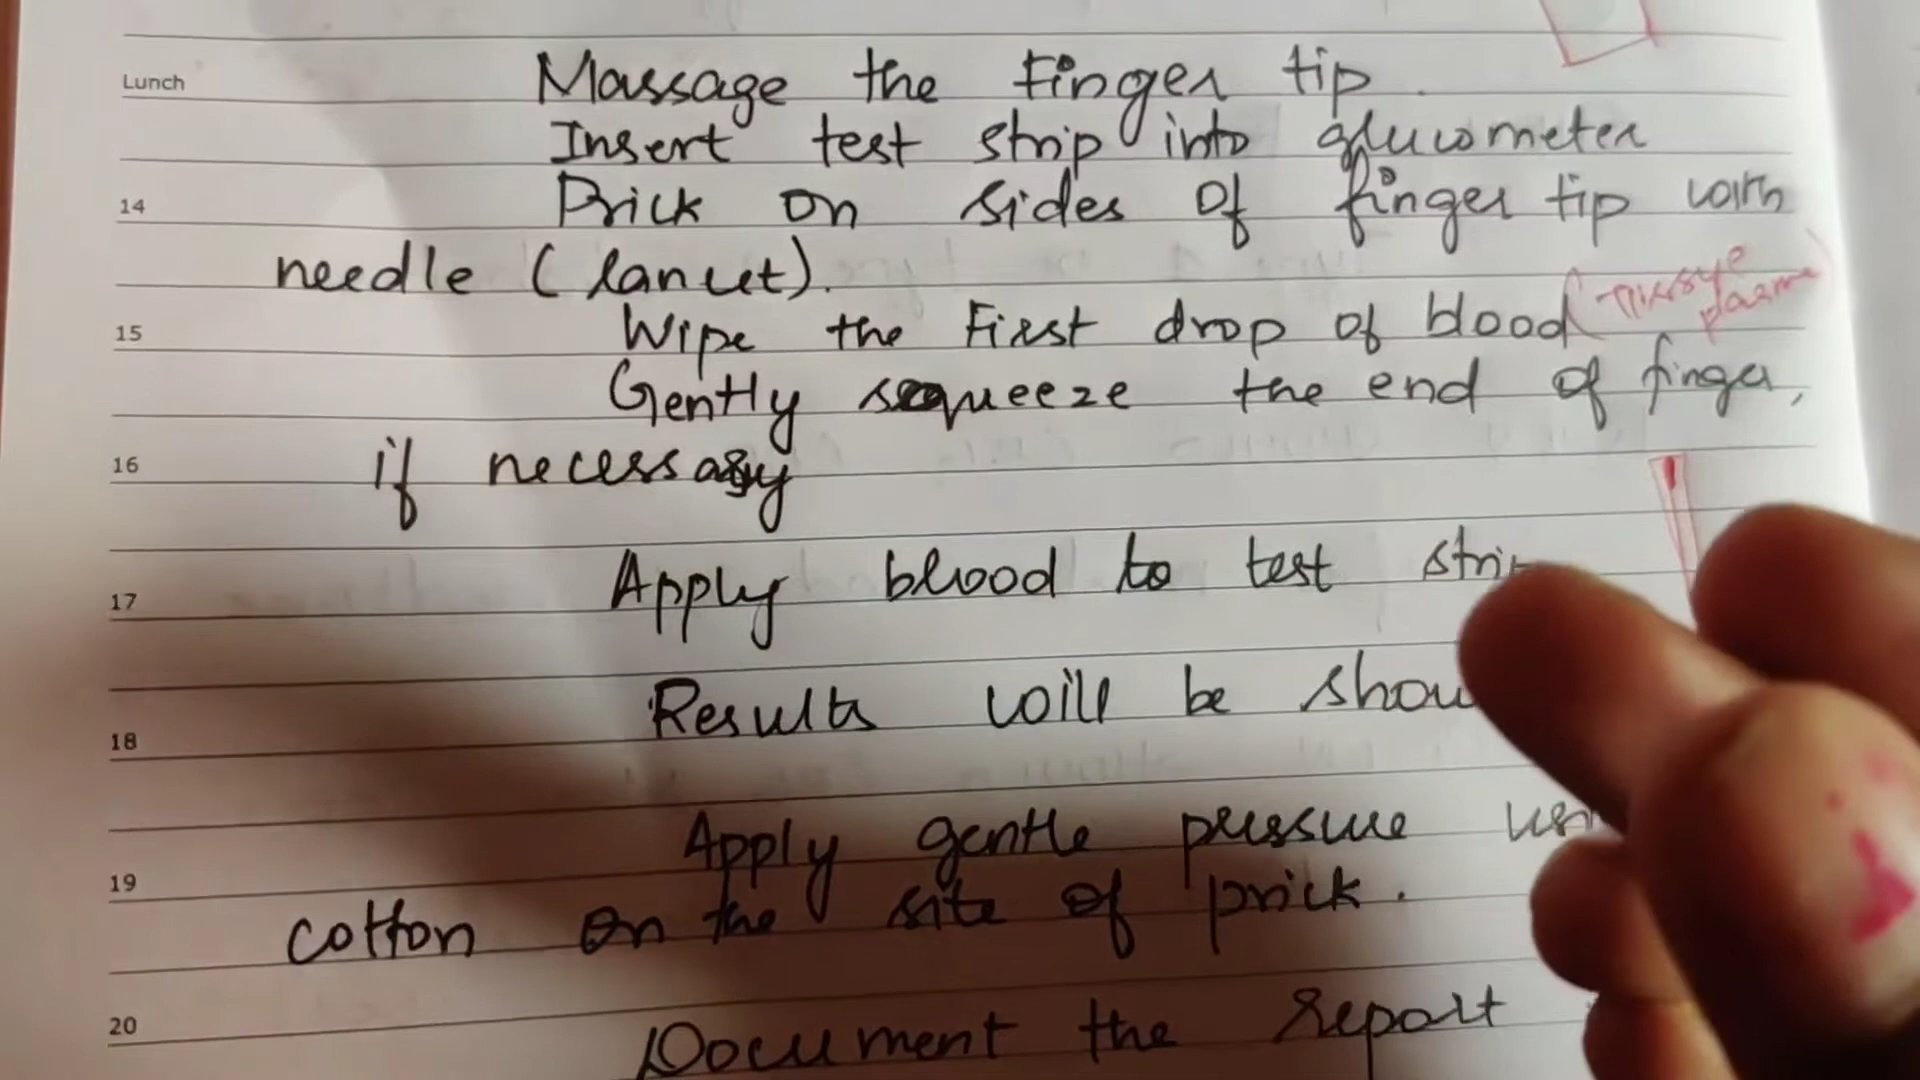 Lunch Massage the Finger tip.
Insert test strip into glucometer
14 Prick on sides of finger tip with
needle (lancet).
15 Wipe the First drop of blood (Tissue
plasma)
Gently squeeze the end of finger,
16 if necessary
17 Apply blood to test
18 Results will be
Apply gentle pressure
19 cotton on the site of prick.
20 Document the report